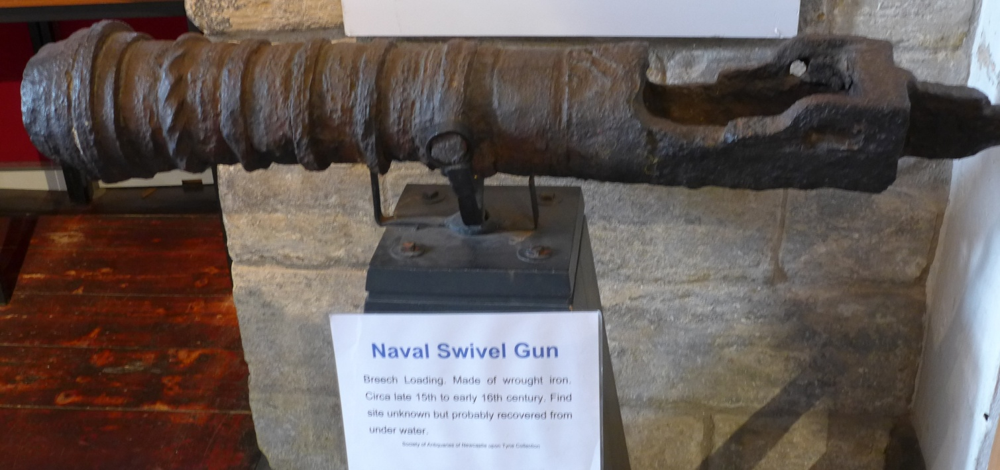 Naval Swivel Gun
Breech Loading. Made of wrought iron.
Circa late 15th to early 16th century. Find
site unknown but probably recovered from
under water.
Society of Antiquaries of Newcastle upon Tyne Collection